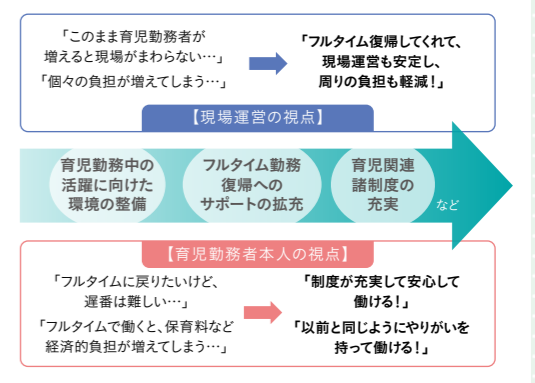 「このまま育児勤務者が
増えると現場がまわらない…」
「個々の負担が増えてしまう…」
「フルタイム復帰してくれて、
現場運営も安定し、
周りの負担も軽減！」
【現場運営の視点】
育児勤務中の
活躍に向けた
環境の整備
フルタイム勤務
復帰への
サポートの拡充
育児関連
諸制度の
充実
など
【育児勤務者本人の視点】
「フルタイムに戻りたいけど、
遅番は難しい…」
「フルタイムで働くと、保育料など
経済的負担が増えてしまう…」
「制度が充実して安心して
働ける！」
「以前と同じようにやりがいを
持って働ける！」